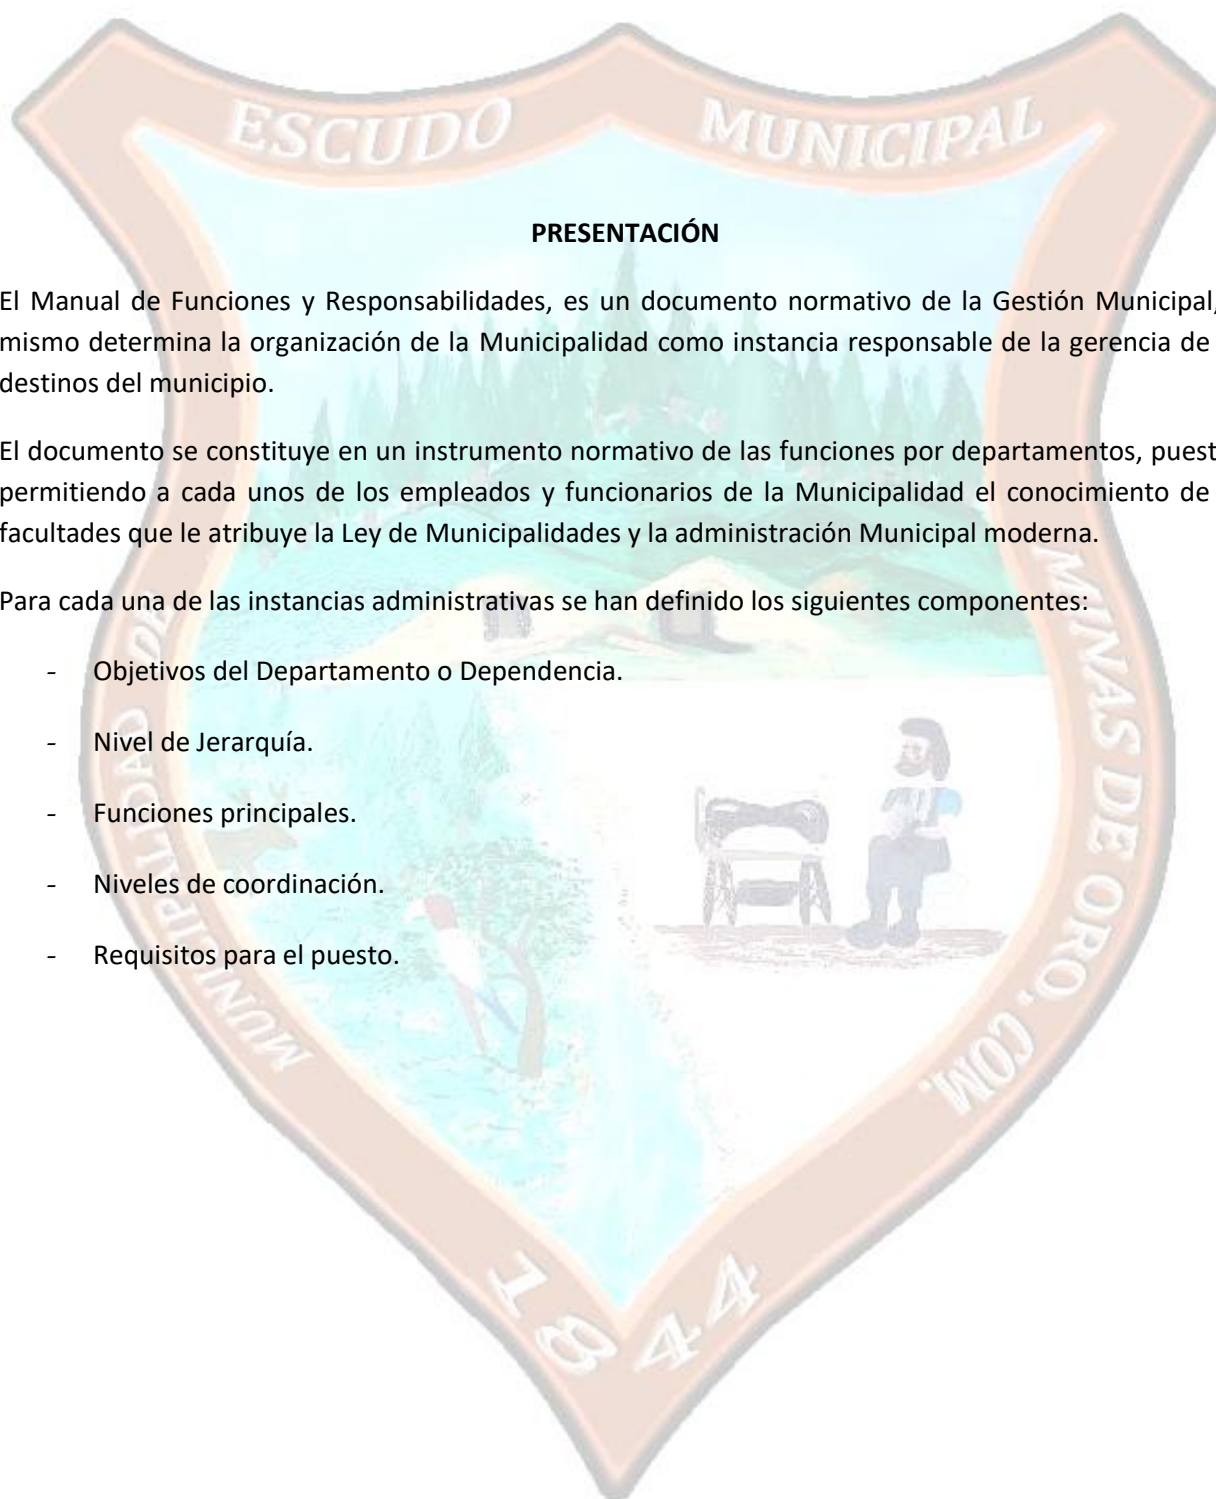 ESCUDO MUNICIPAL
PRESENTACIÓN
El Manual de Funciones y Responsabilidades, es un documento normativo de la Gestión Municipal,
mismo determina la organización de la Municipalidad como instancia responsable de la gerencia de
destinos del municipio.
El documento se constituye en un instrumento normativo de las funciones por departamentos, puest
permitiendo a cada unos de los empleados y funcionarios de la Municipalidad el conocimiento de
facultades que le atribuye la Ley de Municipalidades y la administración Municipal moderna.
Para cada una de las instancias administrativas se han definido los siguientes componentes:
- Objetivos del Departamento o Dependencia.
- Nivel de Jerarquía.
- Funciones principales.
- Niveles de coordinación.
- Requisitos para el puesto.
MUNICIPALIDAD DE
MINAS DE ORO, COM.
1844